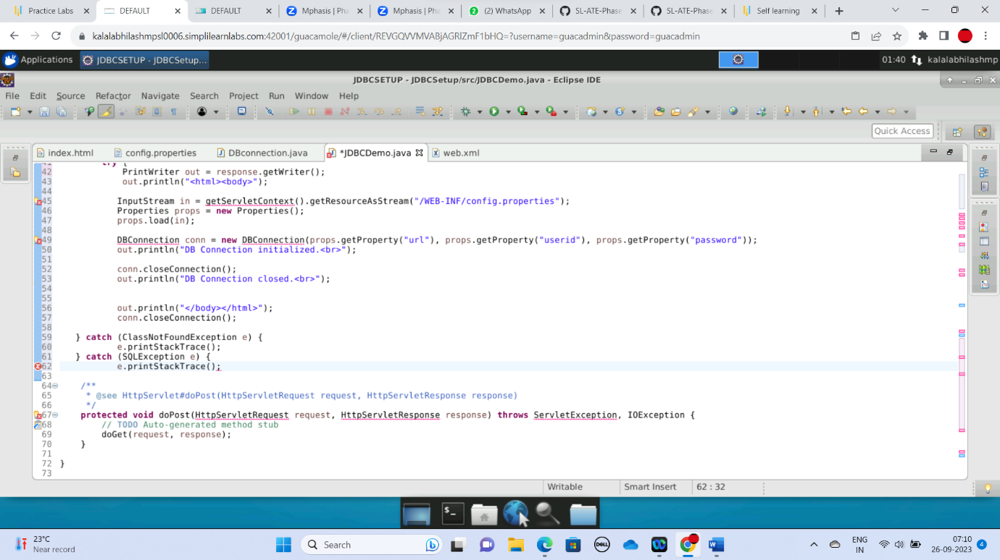 Practice Labs
DEFAULT
DEFAULT
Mphasis | Pha
Mphasis | Pha
(2) WhatsApp
SL-ATE-Phase
SL-ATE-Phase
Self learning
kalalabhilashmpsl0006.simplilearnlabs.com:42001/guacamole/#/client/REVGQVVMVABjAGRlZmF1bHQ=?username=guacadmin&password=guacadmin
Applications
JDBCSETUP - JDBCSetup...
01:40
kalalabhilashmp
JDBCSETUP - JDBCSetup/src/JDBCDemo.java - Eclipse IDE
File Edit Source Refactor Navigate Search Project Run Window Help
Quick Access
index.html
config.properties
DBconnection.java
*JDBCDemo.java
web.xml
41 try {
42 PrintWriter out = response.getWriter();
43 out.println("<html><body>");
44
45 InputStream in = getServletContext().getResourceAsStream("/WEB-INF/config.properties");
46 Properties props = new Properties();
47 props.load(in);
48
49 DBConnection conn = new DBConnection(props.getProperty("url"), props.getProperty("userid"), props.getProperty("password"));
50 out.println("DB Connection initialized.<br>");
51
52 conn.closeConnection();
53 out.println("DB Connection closed.<br>");
54
55
56 out.println("</body></html>");
57 conn.closeConnection();
58
59 } catch (ClassNotFoundException e) {
60 e.printStackTrace();
61 } catch (SQLException e) {
62 e.printStackTrace();
63
64 /**
65 * @see HttpServlet#doPost(HttpServletRequest request, HttpServletResponse response)
66 */
67 protected void doPost(HttpServletRequest request, HttpServletResponse response) throws ServletException, IOException {
68 // TODO Auto-generated method stub
69 doGet(request, response);
70 }
71
72 }
73
Writable
Smart Insert
62 : 32
23°C
Near record
Search
DELL
ENG
IN
07:10
26-09-2023
4